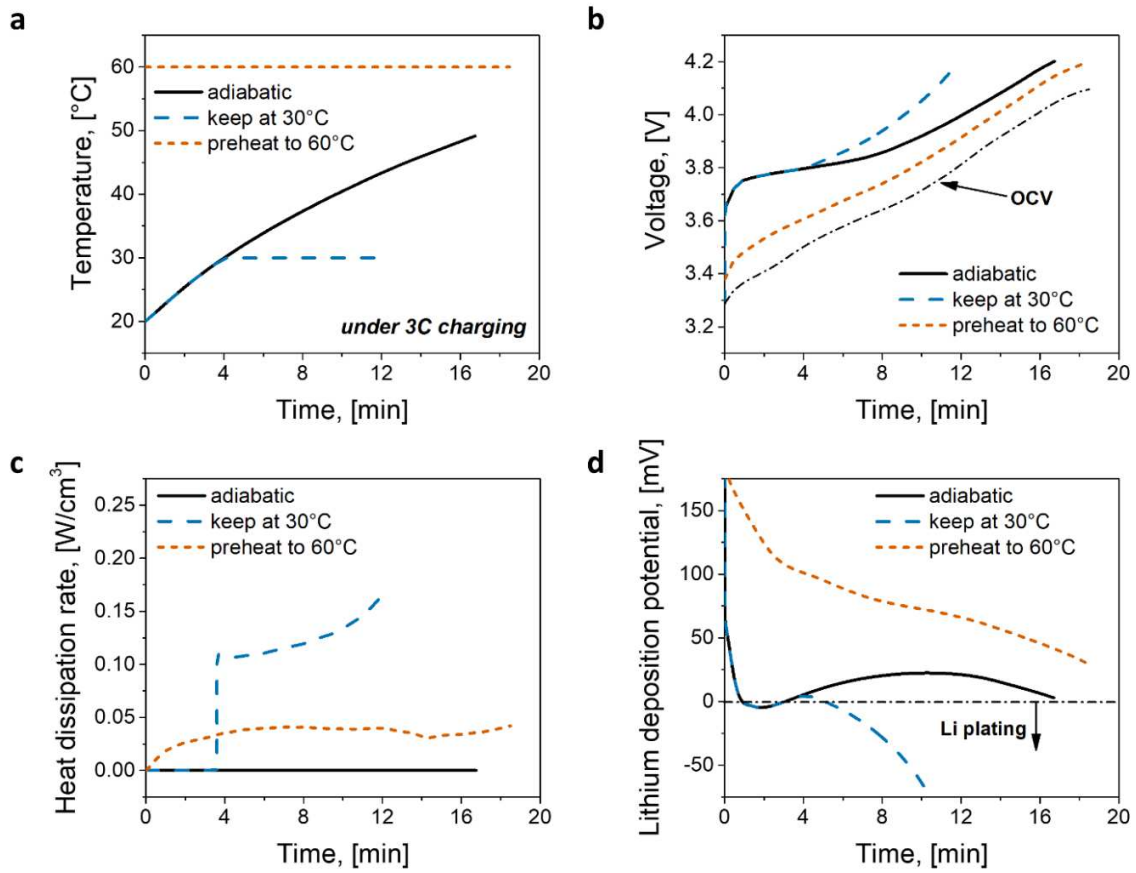 a
Temperature, [°C]
60
50
40
30
20
adiabatic
keep at 30°C
preheat to 60°C
under 3C charging
0 4 8 12 16 20
Time, [min]
b
Voltage, [V]
4.2
4.0
3.8
3.6
3.4
3.2
OCV
adiabatic
keep at 30°C
preheat to 60°C
0 4 8 12 16 20
Time, [min]
c
Heat dissipation rate, [W/cm³]
0.25
0.20
0.15
0.10
0.05
0.00
adiabatic
keep at 30°C
preheat to 60°C
0 4 8 12 16 20
Time, [min]
d
Lithium deposition potential, [mV]
150
100
50
0
-50
adiabatic
keep at 30°C
preheat to 60°C
Li plating
0 4 8 12 16 20
Time, [min]